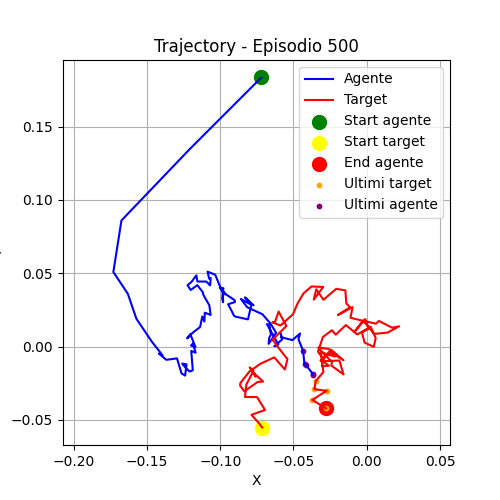 Trajectory - Episodio 500
Agente
Target
Start agente
Start target
End agente
Ultimi target
Ultimi agente
0.15
0.10
0.05
0.00
−0.05
−0.20
−0.15
−0.10
−0.05
0.00
0.05
X